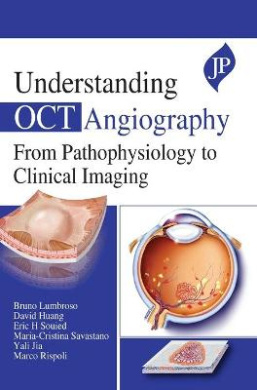 JP
Understanding
OCT Angiography
From Pathophysiology to
Clinical Imaging
Bruno Lumbroso
David Huang
Eric H Souied
Maria-Cristina Savastano
Yali Jia
Marco Rispoli